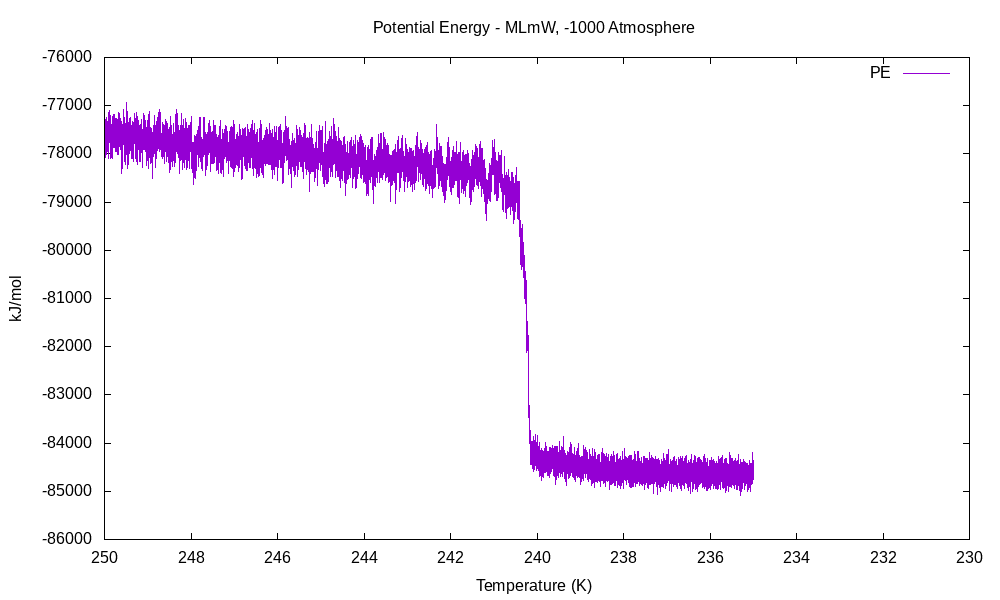 Potential Energy - MLmW, -1000 Atmosphere
-76000
PE
-77000
-78000
-79000
-80000
-81000
kJ/mol
-82000
-83000
-84000
-85000
-86000
250 248 246 244 242 240 238 236 234 232 230
Temperature (K)